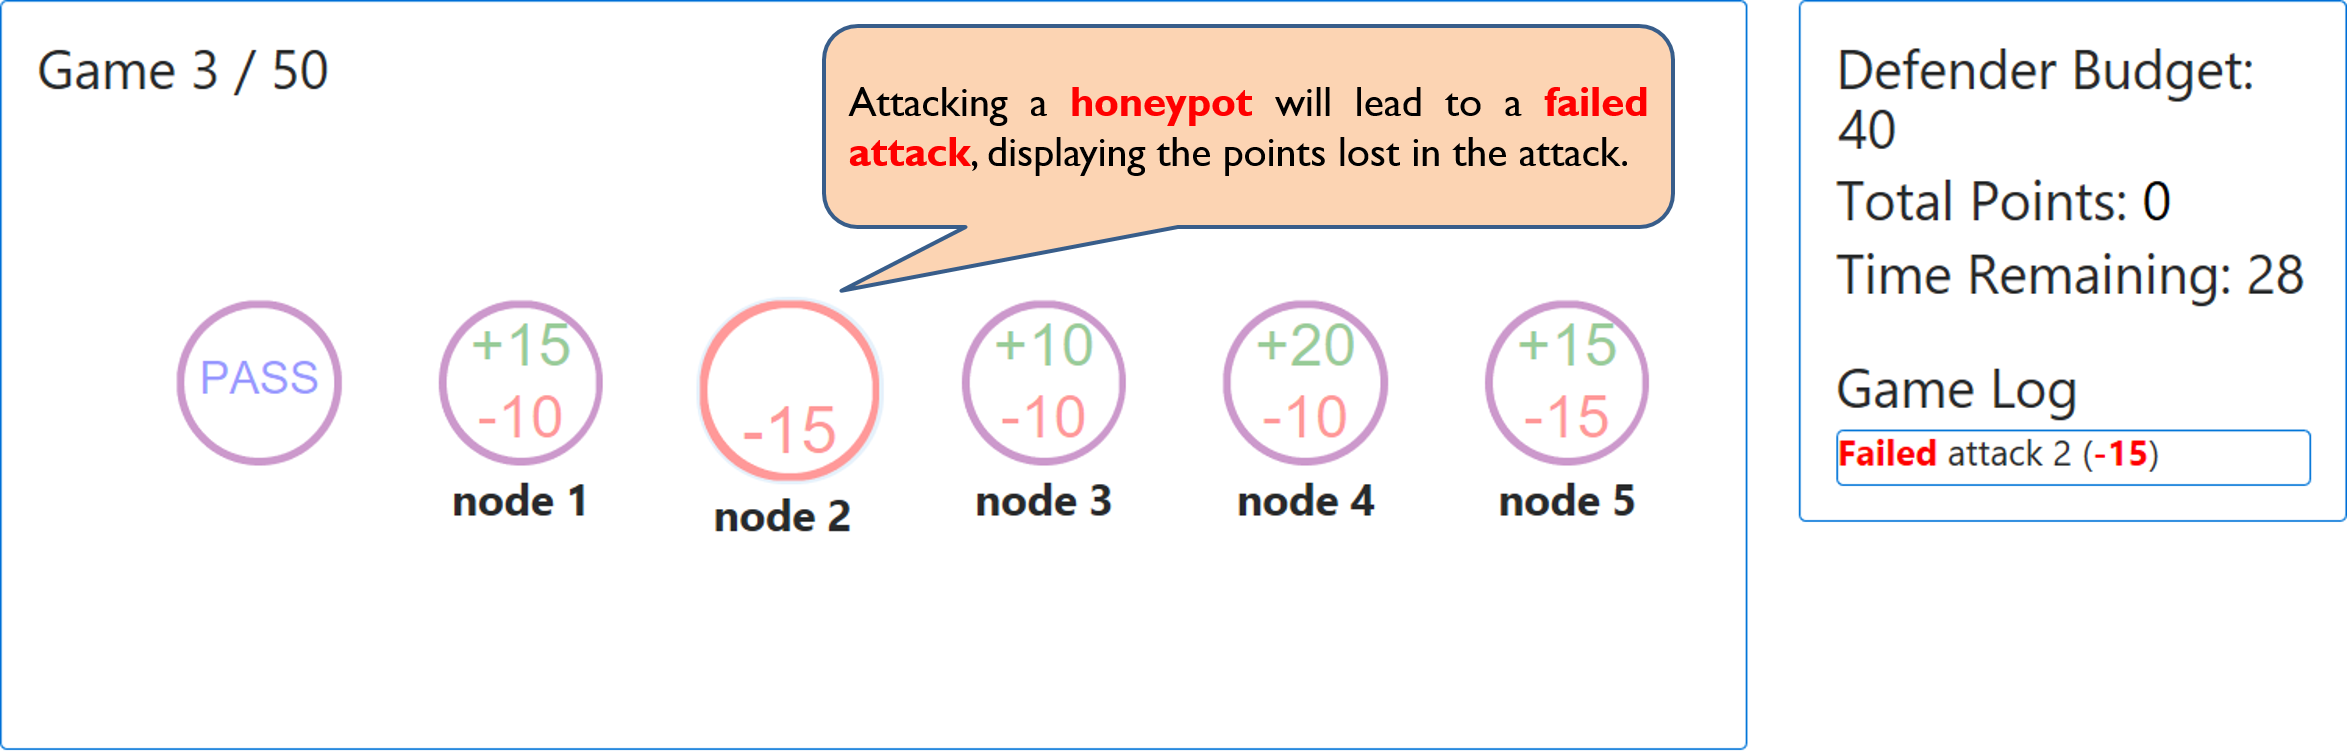 Game 3 / 50
Attacking a honeypot will lead to a failed
attack, displaying the points lost in the attack.
PASS
+15
-10
node 1
-15
node 2
+10
-10
node 3
+20
-10
node 4
+15
-15
node 5
Defender Budget:
40
Total Points: 0
Time Remaining: 28
Game Log
Failed attack 2 (-15)